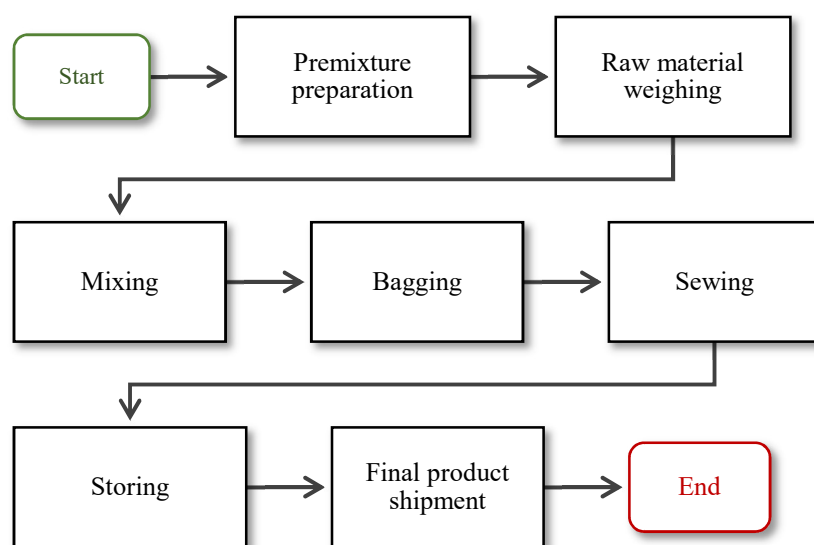 Start
Premixture
preparation
Raw material
weighing
Mixing
Bagging
Sewing
Storing
Final product
shipment
End